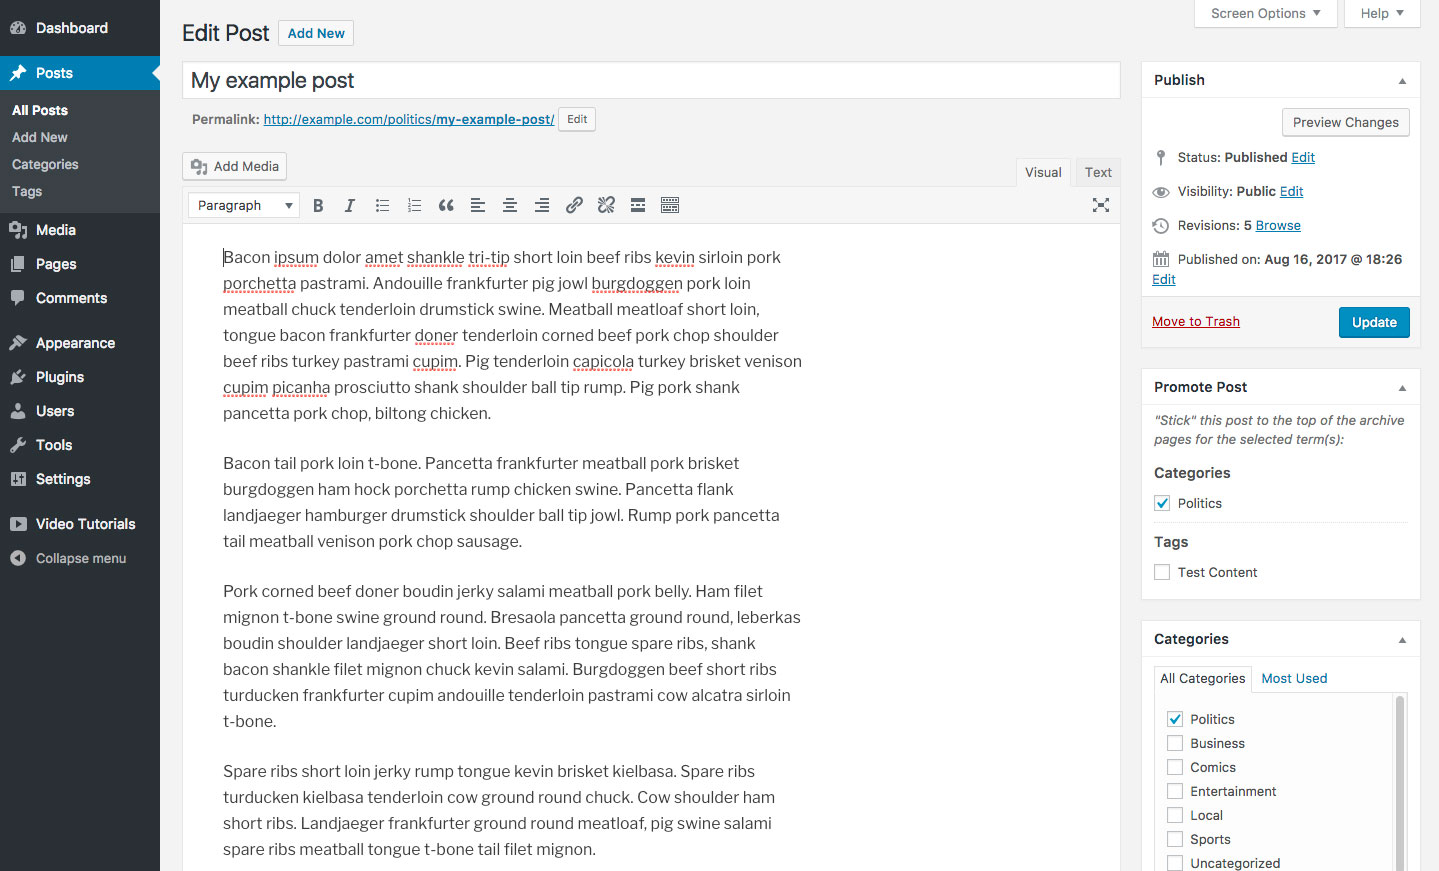 Dashboard
Posts
All Posts
Add New
Categories
Tags
Media
Pages
Comments
Appearance
Plugins
Users
Tools
Settings
Video Tutorials
Collapse menu
Screen Options
Help
Edit Post
Add New
My example post
Permalink: http://example.com/politics/my-example-post/ Edit
Add Media
Visual
Text
Paragraph
B I
Bacon ipsum dolor amet shankle tri-tip short loin beef ribs kevin sirloin pork
porchetta pastrami. Andouille frankfurter pig jowl burgdoggen pork loin
meatball chuck tenderloin drumstick swine. Meatball meatloaf short loin,
tongue bacon frankfurter doner tenderloin corned beef pork chop shoulder
beef ribs turkey pastrami cupim. Pig tenderloin capicola turkey brisket venison
cupim picanha prosciutto shank shoulder ball tip rump. Pig pork shank
pancetta pork chop, biltong chicken.
Bacon tail pork loin t-bone. Pancetta frankfurter meatball pork brisket
burgdoggen ham hock porchetta rump chicken swine. Pancetta flank
landjaeger hamburger drumstick shoulder ball tip jowl. Rump pork pancetta
tail meatball venison pork chop sausage.
Pork corned beef doner boudin jerky salami meatball pork belly. Ham filet
mignon t-bone swine ground round. Bresaola pancetta ground round, leberkas
boudin shoulder landjaeger short loin. Beef ribs tongue spare ribs, shank
bacon shankle filet mignon chuck kevin salami. Burgdoggen beef short ribs
turducken frankfurter cupim andouille tenderloin pastrami cow alcatra sirloin
t-bone.
Spare ribs short loin jerky rump tongue kevin brisket kielbasa. Spare ribs
turducken kielbasa tenderloin cow ground round chuck. Cow shoulder ham
short ribs. Landjaeger frankfurter ground round meatloaf, pig swine salami
spare ribs meatball tongue t-bone tail filet mignon.
Publish
Preview Changes
Status: Published Edit
Visibility: Public Edit
Revisions: 5 Browse
Published on: Aug 16, 2017 @ 18:26
Edit
Move to Trash
Update
Promote Post
"Stick" this post to the top of the archive
pages for the selected term(s):
Categories
Politics
Tags
Test Content
Categories
All Categories
Most Used
Politics
Business
Comics
Entertainment
Local
Sports
Uncategorized